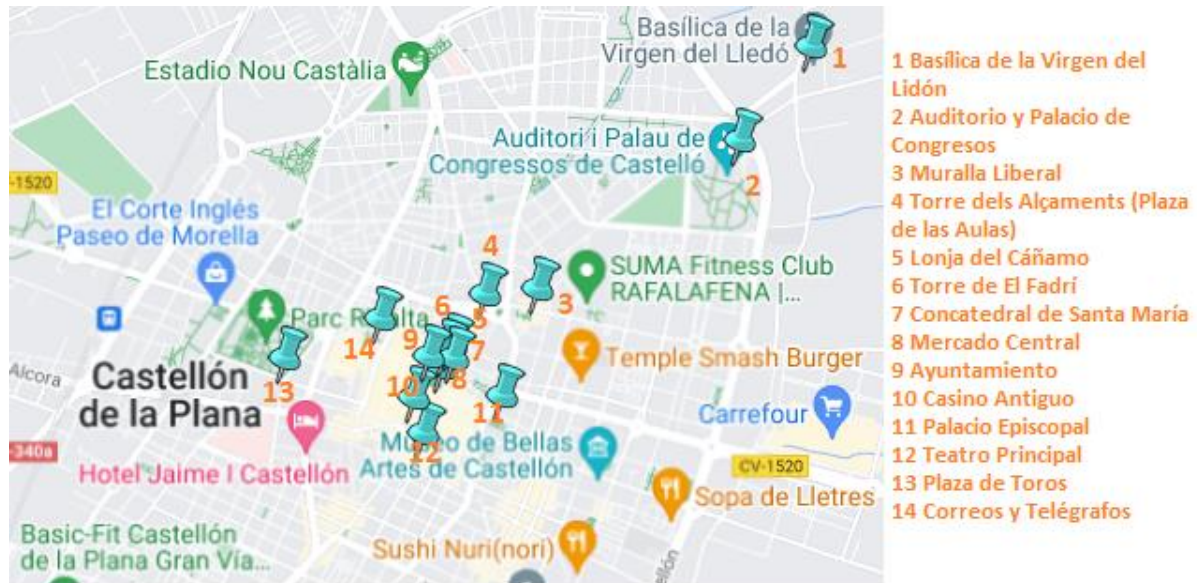 Basílica de la
Virgen del Lledó
1
Estadio Nou Castàlia
Auditori i Palau de
Congressos de Castelló
2
-1520
El Corte Inglés
Paseo de Morella
4
SUMA Fitness Club
RAFALAFENA |...
3
6
5
Parc R alta
14
9
7
Temple Smash Burger
Alcora
Castellón
de la Plana
13
10
8
11
Carrefour
-340a
Hotel Jaime I Castellón
Museo de Bellas
Artes de Castellón
12
CV-1520
Sopa de Lletres
Basic-Fit Castellón
de la Plana Gran Vía...
Sushi Nuri(nori)
ellón
1 Basílica de la Virgen del
Lidón
2 Auditorio y Palacio de
Congresos
3 Muralla Liberal
4 Torre dels Alçaments (Plaza
de las Aulas)
5 Lonja del Cáñamo
6 Torre de El Fadrí
7 Concatedral de Santa María
8 Mercado Central
9 Ayuntamiento
10 Casino Antiguo
11 Palacio Episcopal
12 Teatro Principal
13 Plaza de Toros
14 Correos y Telégrafos